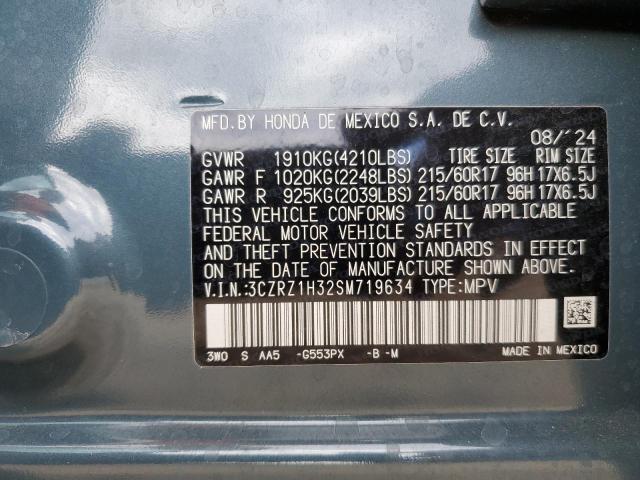 MFD.BY HONDA DE MEXICO S.A. DE C.V.
08/'24
GVWR 1910KG(4210LBS) TIRE SIZE RIM SIZE
GAWR F 1020KG(2248LBS) 215/60R17 96H 17X6.5J
GAWR R 925KG(2039LBS) 215/60R17 96H 17X6.5J
THIS VEHICLE CONFORMS TO ALL APPLICABLE
FEDERAL MOTOR VEHICLE SAFETY
AND THEFT PREVENTION STANDARDS IN EFFECT
ON THE DATE OF MANUFACTURE SHOWN ABOVE.
V.I.N.:3CZRZ1H32SM719634 TYPE:MPV
3W0 S AA5 -G553PX -B -M MADE IN MEXICO